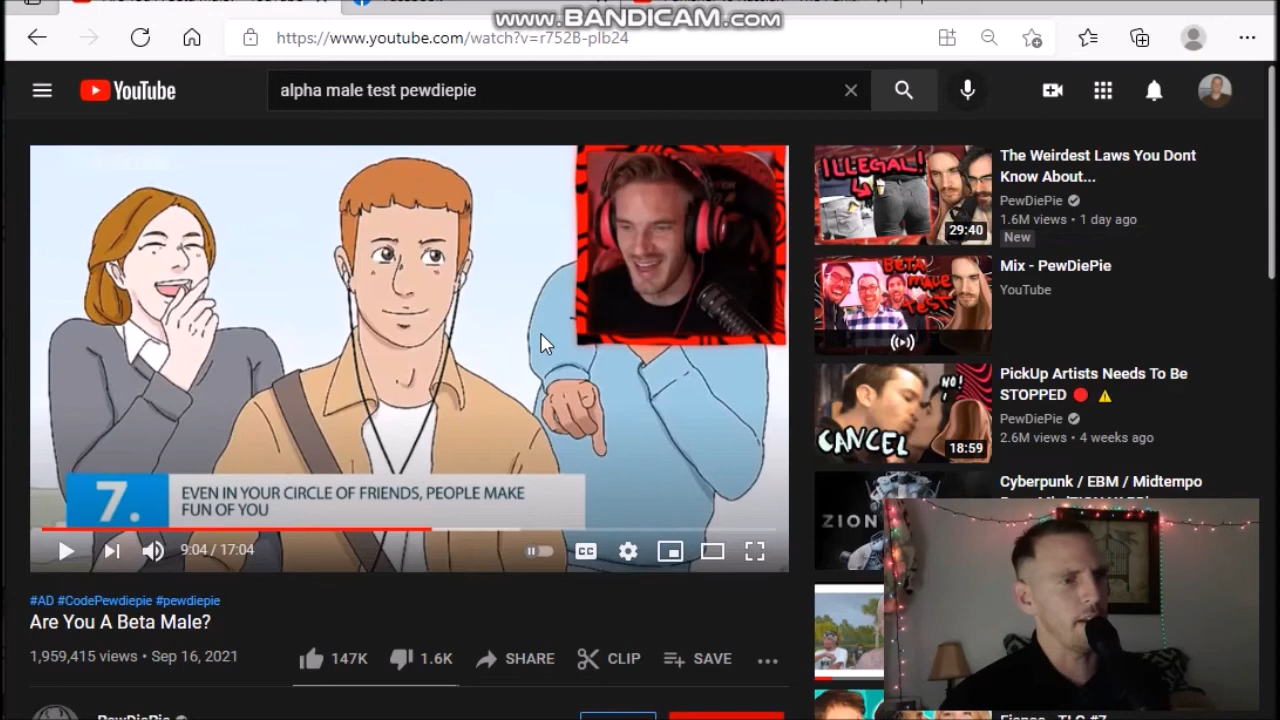 www.BANDICAM.com
https://www.youtube.com/watch?v=r752B-plb24
YouTube
alpha male test pewdiepie
ILLEGAL!
29:40
The Weirdest Laws You Dont
Know About...
PewDiePie
1.6M views • 1 day ago
New
BETA
MALE
TEST
Mix - PewDiePie
YouTube
NO!
CANCEL
18:59
PickUp Artists Needs To Be
STOPPED
PewDiePie
2.6M views • 4 weeks ago
ZION
Cyberpunk / EBM / Midtempo
7.
EVEN IN YOUR CIRCLE OF FRIENDS, PEOPLE MAKE
FUN OF YOU
9:04 / 17:04
CC
#AD #CodePewdiepie #pewdiepie
Are You A Beta Male?
1,959,415 views • Sep 16, 2021
147K
1.6K
SHARE
CLIP
SAVE
PewDiePie